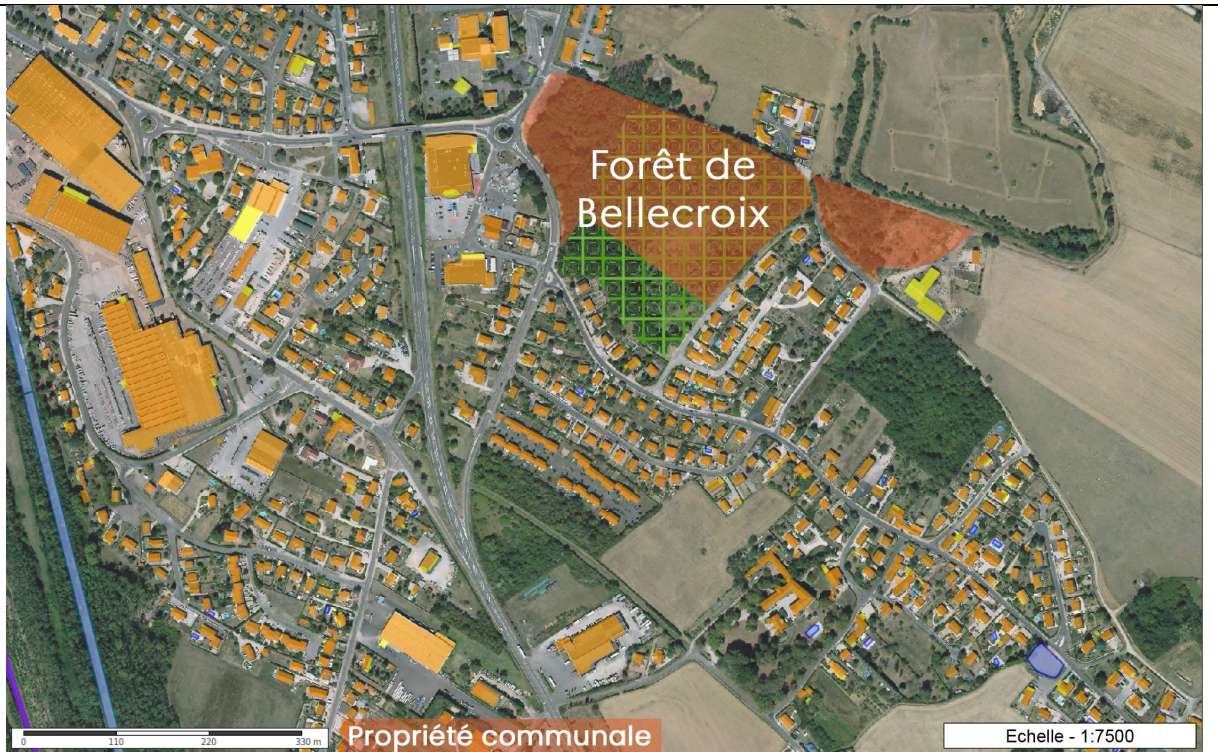 Forêt de
Bellecroix
0 110 220 330 m
Propriété communale
Echelle - 1:7500